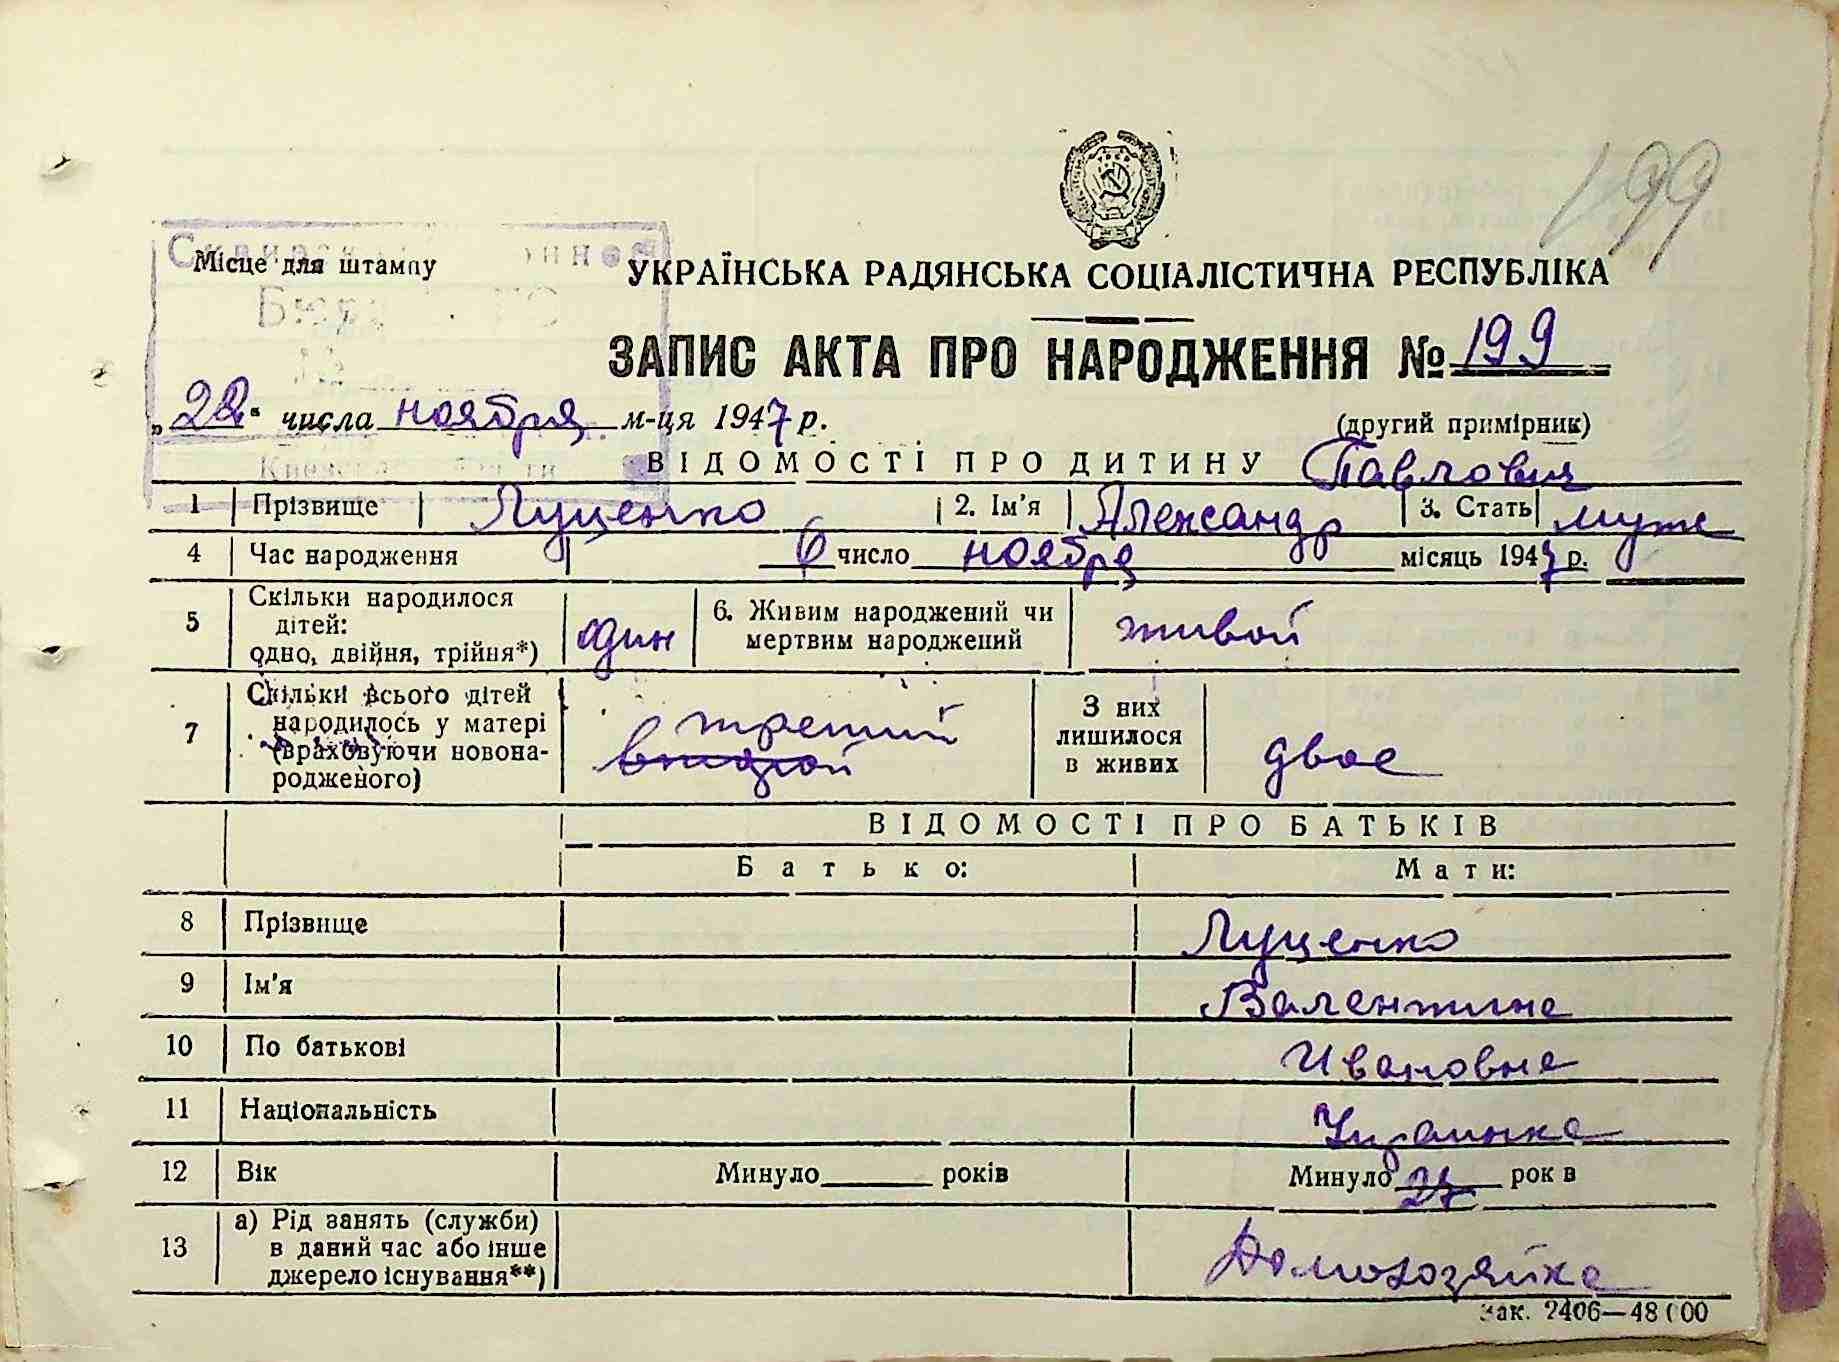 199
Місце для штампу
УКРАЇНСЬКА РАДЯНСЬКА СОЦІАЛІСТИЧНА РЕСПУБЛІКА
ЗАПИС АКТА ПРО НАРОДЖЕННЯ № 199
„22" числа ноября м-ця 1947 р. (другий примірник)
ВІДОМОСТІ ПРО ДИТИНУ Павлович
1 Прізвище Луценко 2. Ім'я Александр 3. Стать муж
4 Час народження 6 число ноября місяць 1947 р.
5 Скільки народилося дітей: одно, двійня, трійня*) один 6. Живим народжений чи мертвим народжений живой
7 Скільки всього дітей народилось у матері (враховуючи новонародженого) третий второй З них лишилося в живих двое
ВІДОМОСТІ ПРО БАТЬКІВ
Батько: Мати:
8 Прізвище Луценко
9 Ім'я Валентина
10 По батькові Ивановна
11 Національність Украинка
12 Вік Минуло років Минуло 27 рок в
13 а) Рід занять (служби) в даний час або інше джерело існування**) Домохозяйка
Зак. 2406—48000